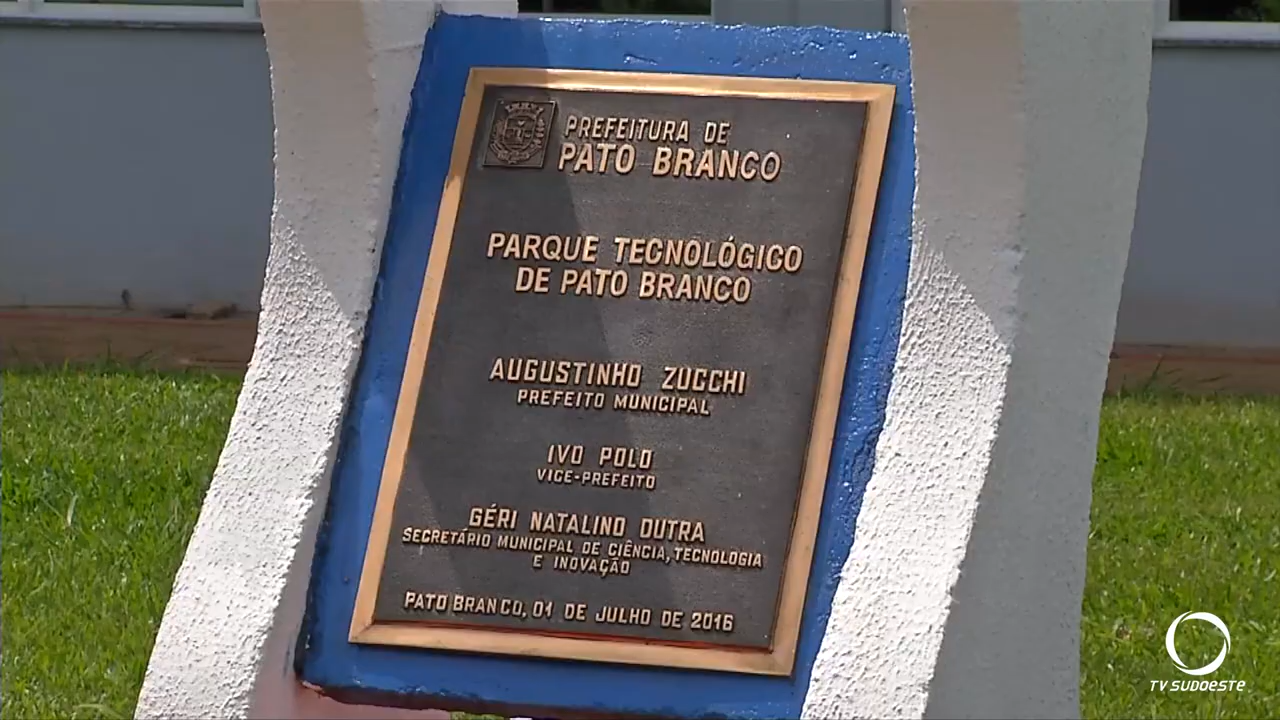 PREFEITURA DE
PATO BRANCO
PARQUE TECNOLÓGICO
DE PATO BRANCO
AUGUSTINHO ZUCCHI
PREFEITO MUNICIPAL
IVO POLO
VICE-PREFEITO
GÉRI NATALINO DUTRA
SECRETÁRIO MUNICIPAL DE CIÊNCIA, TECNOLOGIA
E INOVAÇÃO
PATO BRANCO, 01 DE JULHO DE 2016
TV SUDOESTE